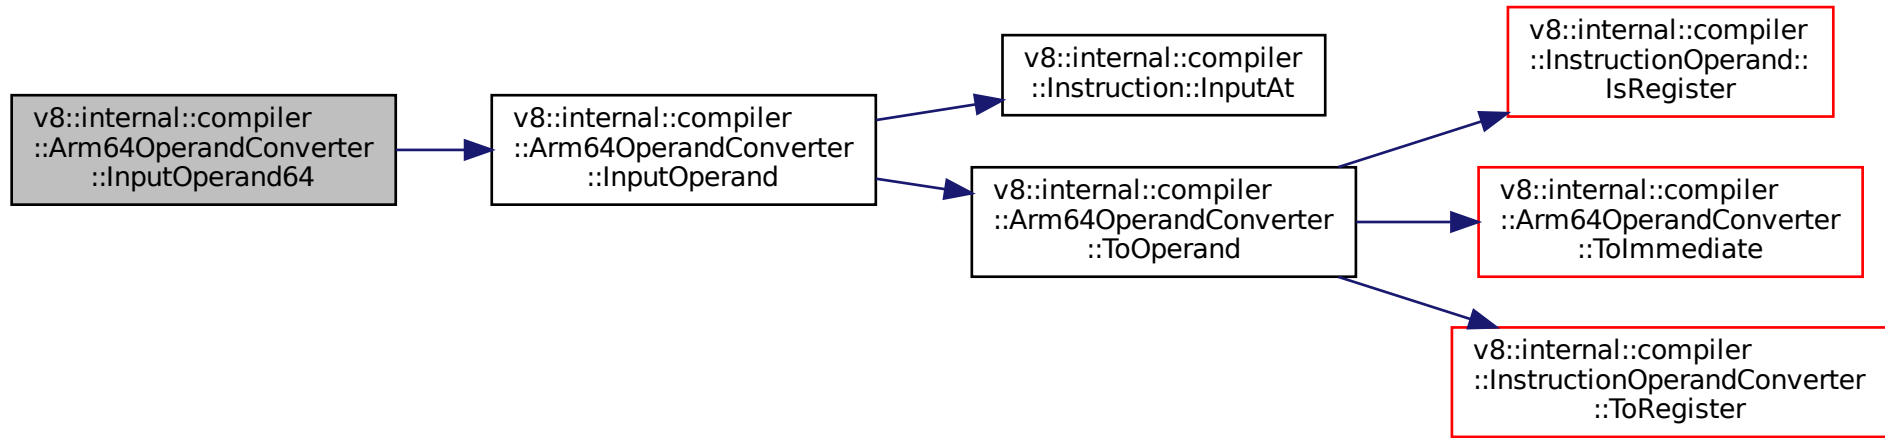 v8::internal::compiler
::Arm64OperandConverter
::InputOperand64
v8::internal::compiler
::Arm64OperandConverter
::InputOperand
v8::internal::compiler
::Instruction::InputAt
v8::internal::compiler
::Arm64OperandConverter
::ToOperand
v8::internal::compiler
::InstructionOperand::
IsRegister
v8::internal::compiler
::Arm64OperandConverter
::ToImmediate
v8::internal::compiler
::InstructionOperandConverter
::ToRegister